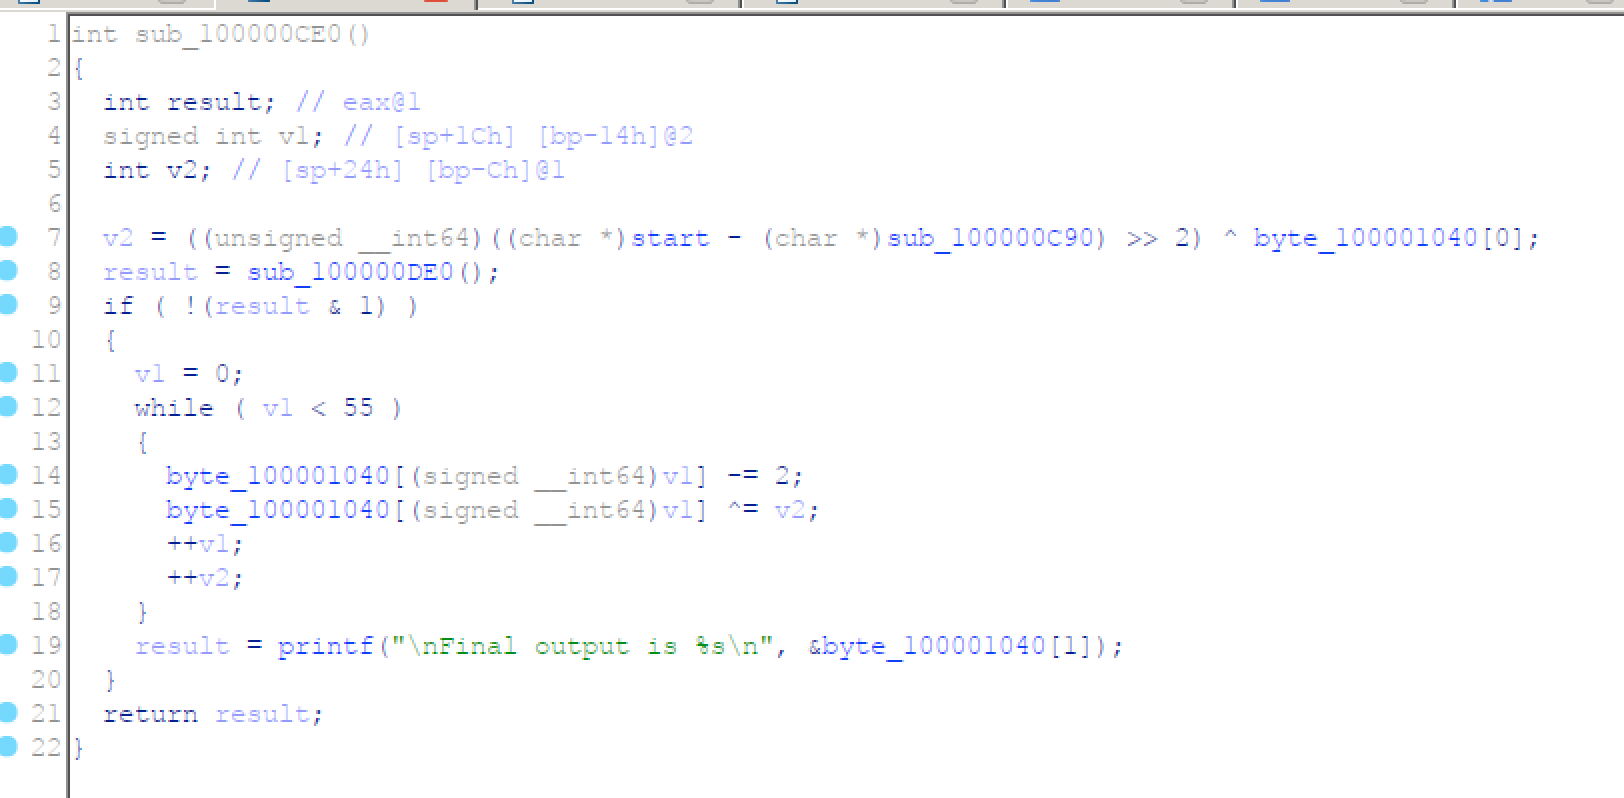 1 int sub_100000CE0()
2 {
3   int result; // eax@1
4   signed int v1; // [sp+1Ch] [bp-14h]@2
5   int v2; // [sp+24h] [bp-Ch]@1
6
7   v2 = ((unsigned __int64)((char *)start - (char *)sub_100000C90) >> 2) ^ byte_100001040[0];
8   result = sub_100000DE0();
9   if ( !(result & 1) )
10   {
11     v1 = 0;
12     while ( v1 < 55 )
13     {
14       byte_100001040[(signed __int64)v1] -= 2;
15       byte_100001040[(signed __int64)v1] ^= v2;
16       ++v1;
17       ++v2;
18     }
19     result = printf("\nFinal output is %s\n", &byte_100001040[1]);
20   }
21   return result;
22 }